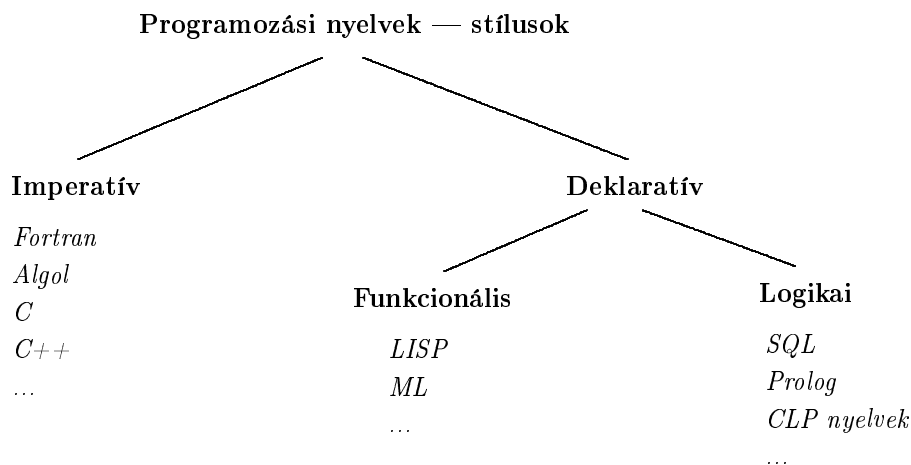 Programozási nyelvek — stílusok
Imperatív
Fortran
Algol
C
C++
...
Deklaratív
Funkcionális
LISP
ML
...
Logikai
SQL
Prolog
CLP nyelvek
...